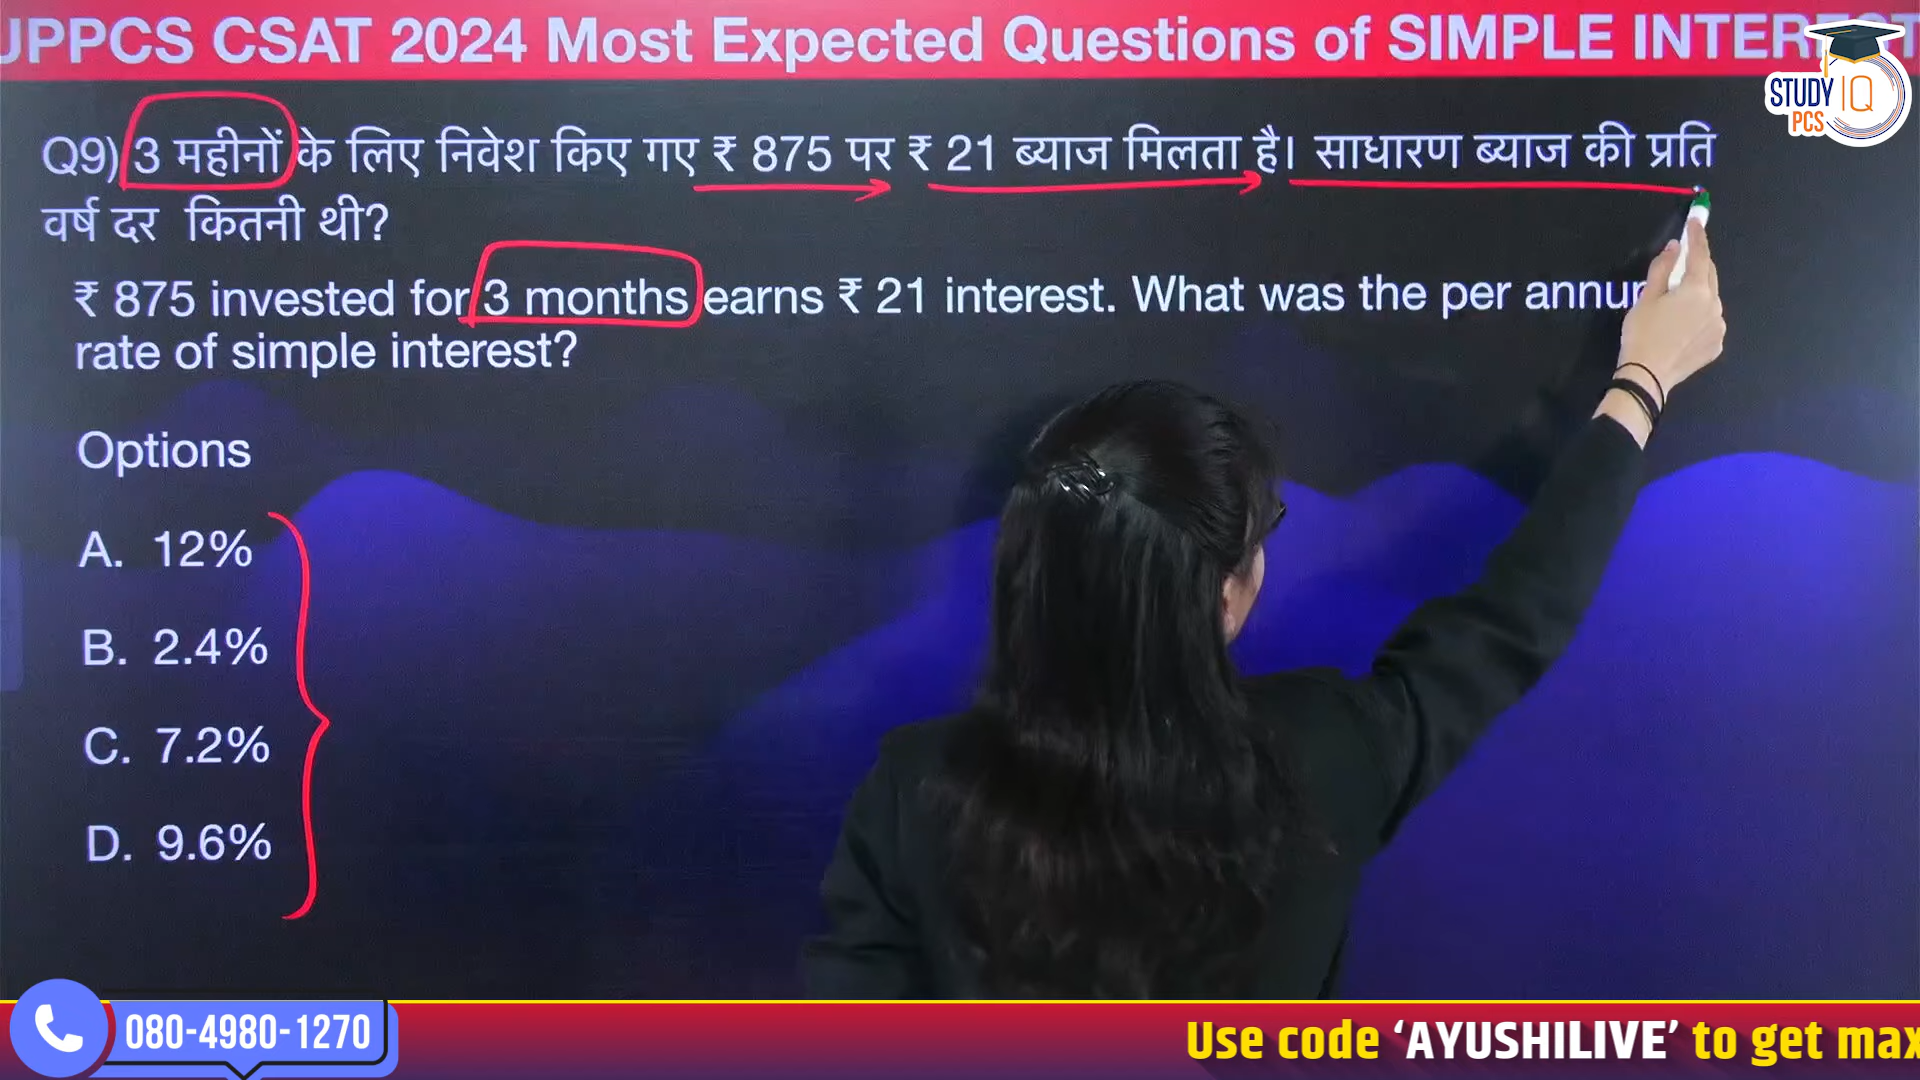 UPPCS CSAT 2024 Most Expected Questions of SIMPLE INTEREST
STUDY IQ
PCS
Q9) 3 महीनों के लिए निवेश किए गए ₹ 875 पर ₹ 21 ब्याज मिलता है। साधारण ब्याज की प्रति
वर्ष दर कितनी थी?
₹ 875 invested for 3 months earns ₹ 21 interest. What was the per annum
rate of simple interest?
Options
A. 12%
B. 2.4%
C. 7.2%
D. 9.6%
080-4980-1270
Use code ‘AYUSHILIVE’ to get max